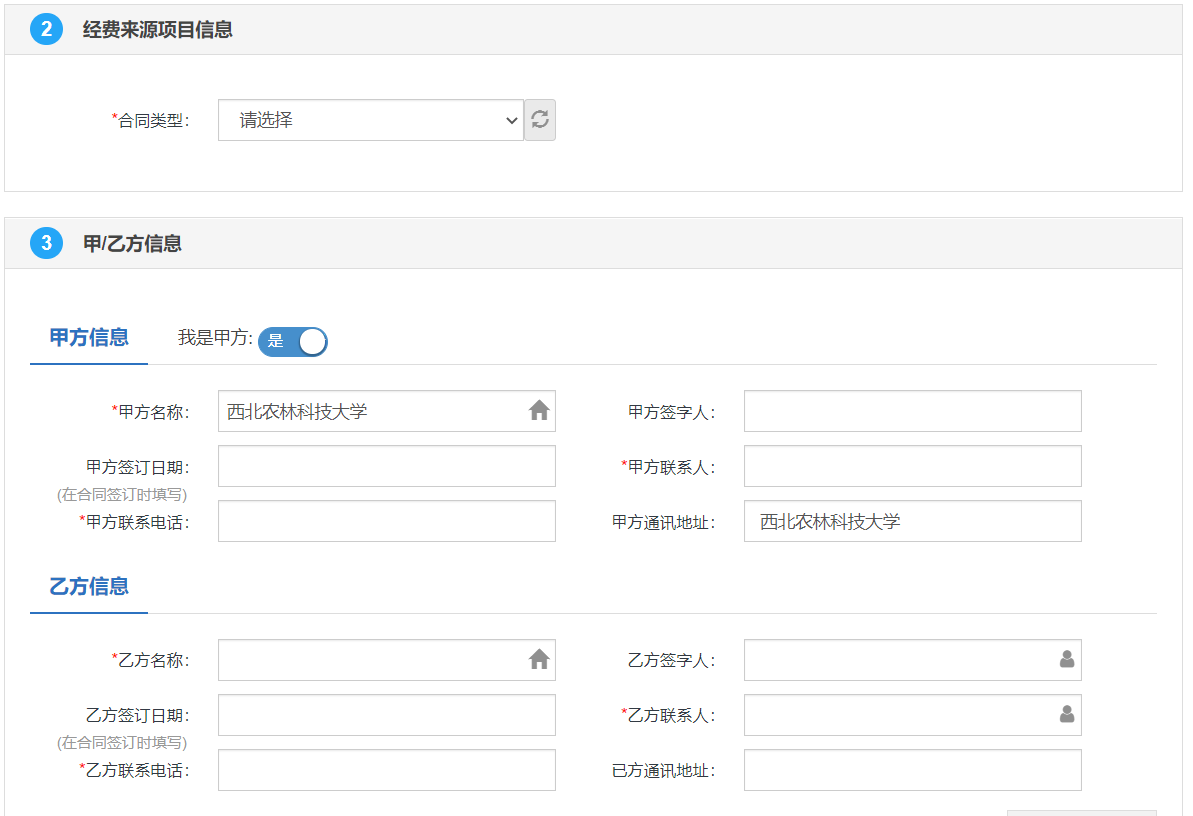 2 经费来源项目信息
*合同类型： 请选择
3 甲/乙方信息
甲方信息 我是甲方: 是
*甲方名称： 西北农林科技大学 甲方签字人：
甲方签订日期： *甲方联系人：
(在合同签订时填写)
*甲方联系电话： 甲方通讯地址： 西北农林科技大学
乙方信息
*乙方名称： 乙方签字人：
乙方签订日期： *乙方联系人：
(在合同签订时填写)
*乙方联系电话： 已方通讯地址：